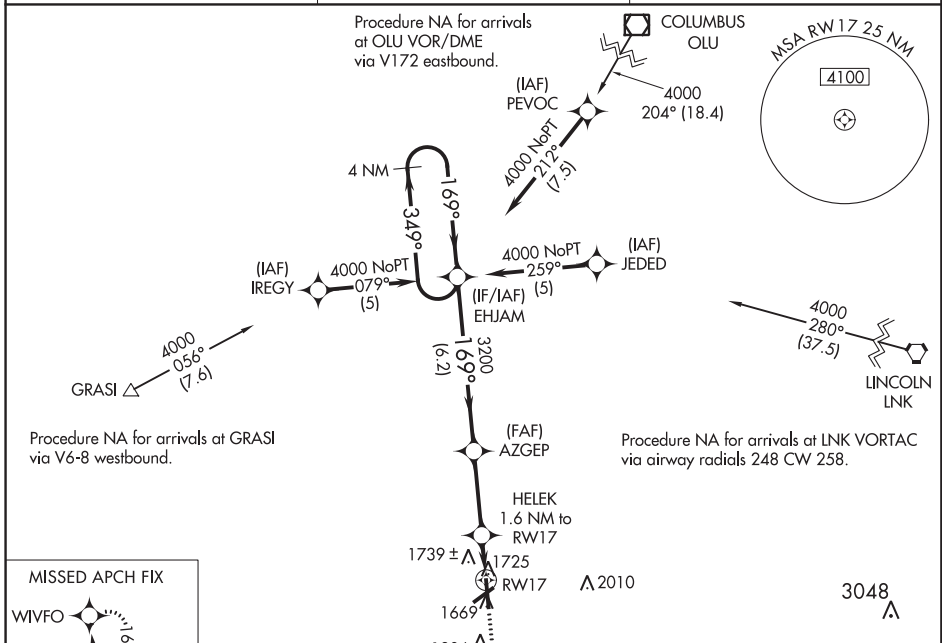 Procedure NA for arrivals
at OLU VOR/DME
via V172 eastbound.
COLUMBUS
OLU
MSA RW 17 25 NM
4100
(IAF)
PEVOC
4000
204° (18.4)
4000 NoPT
212°
(7.5)
4 NM
169°
349°
(IAF)
IREGY
4000 NoPT
079°
(5)
4000 NoPT
259°
(5)
(IAF)
JEDED
(IF/IAF)
EHJAM
4000
280°
(37.5)
LINCOLN
LNK
4000
056°
(7.6)
GRASI
3200
169°
(6.2)
Procedure NA for arrivals at GRASI
via V6-8 westbound.
(FAF)
AZGEP
Procedure NA for arrivals at LNK VORTAC
via airway radials 248 CW 258.
HELEK
1.6 NM to
RW17
1739 ±
1725
RW17
2010
1669
3048
MISSED APCH FIX
WIVFO